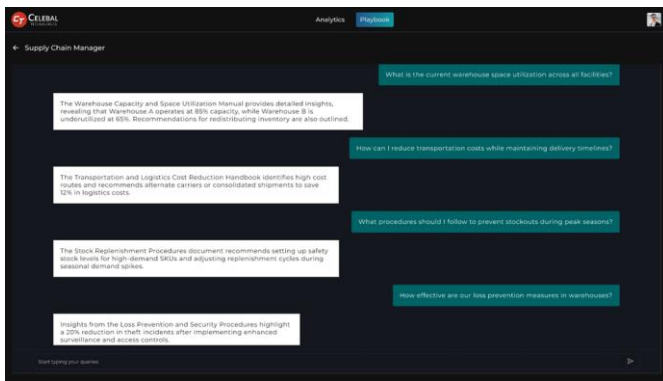 CT CELEBAL
TECHNOLOGIES
Analytics Playbook
← Supply Chain Manager
What is the current warehouse space utilization across all facilities?
The Warehouse Capacity and Space Utilization Manual provides detailed insights,
revealing that Warehouse A operates at 85% capacity, while Warehouse B is
underutilized at 65%. Recommendations for redistributing inventory are also outlined.
How can I reduce transportation costs while maintaining delivery timelines?
The Transportation and Logistics Cost Reduction Handbook identifies high cost
routes and recommends alternate carriers or consolidated shipments to save
12% in logistics costs.
What procedures should I follow to prevent stockouts during peak seasons?
The Stock Replenishment Procedures document recommends setting up safety
stock levels for high-demand SKUs and adjusting replenishment cycles during
seasonal demand spikes.
How effective are our loss prevention measures in warehouses?
Insights from the Loss Prevention and Security Procedures highlight
a 20% reduction in theft incidents after implementing enhanced
surveillance and access controls.
Start typing your queries